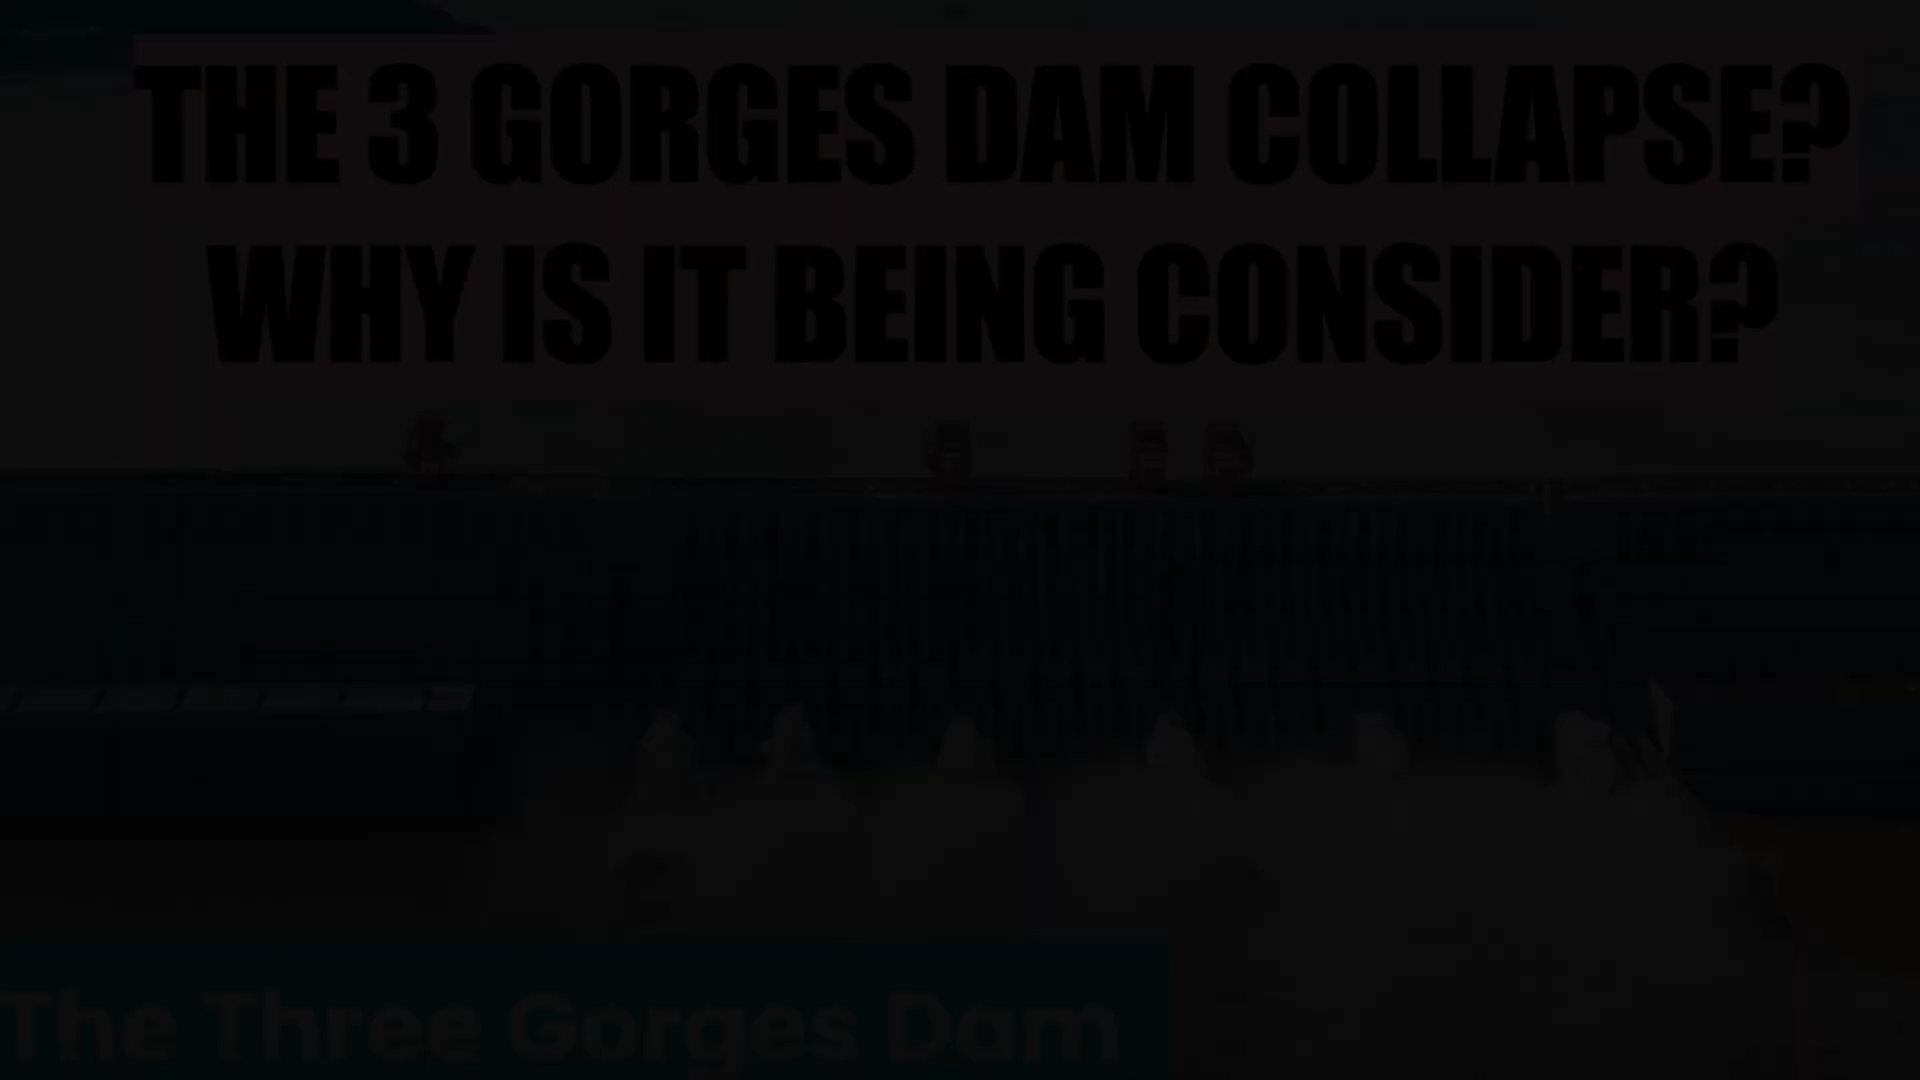 THE 3 GORGES DAM COLLAPSE?
WHY IS IT BEING CONSIDER?
The Three Gorges Dam